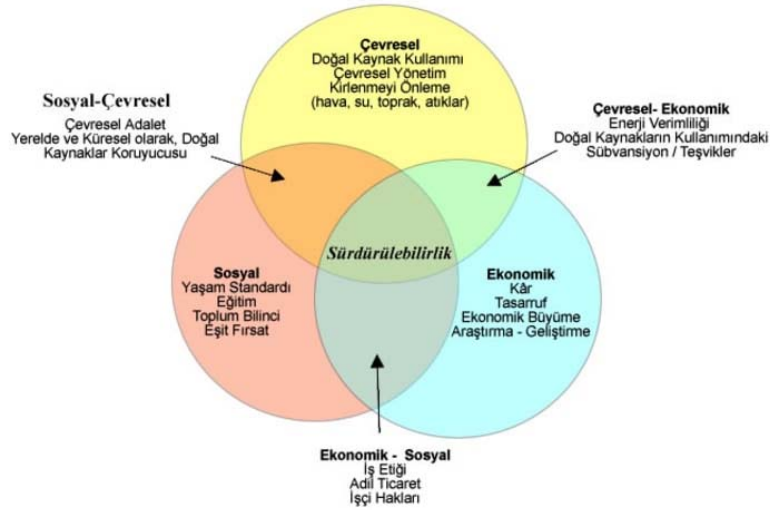 Çevresel
Doğal Kaynak Kullanımı
Çevresel Yönetim
Kirlenmeyi Önleme
(hava, su, toprak, atıklar)
Sosyal-Çevresel
Çevresel Adalet
Yerelde ve Küresel olarak, Doğal
Kaynaklar Koruyucusu
Çevresel- Ekonomik
Enerji Verimliliği
Doğal Kaynakların Kullanımındaki
Sübvansiyon / Teşvikler
Sürdürülebilirlik
Sosyal
Yaşam Standardı
Eğitim
Toplum Bilinci
Eşit Fırsat
Ekonomik
Kâr
Tasarruf
Ekonomik Büyüme
Araştırma - Geliştirme
Ekonomik - Sosyal
İş Etiği
Adil Ticaret
İşçi Hakları